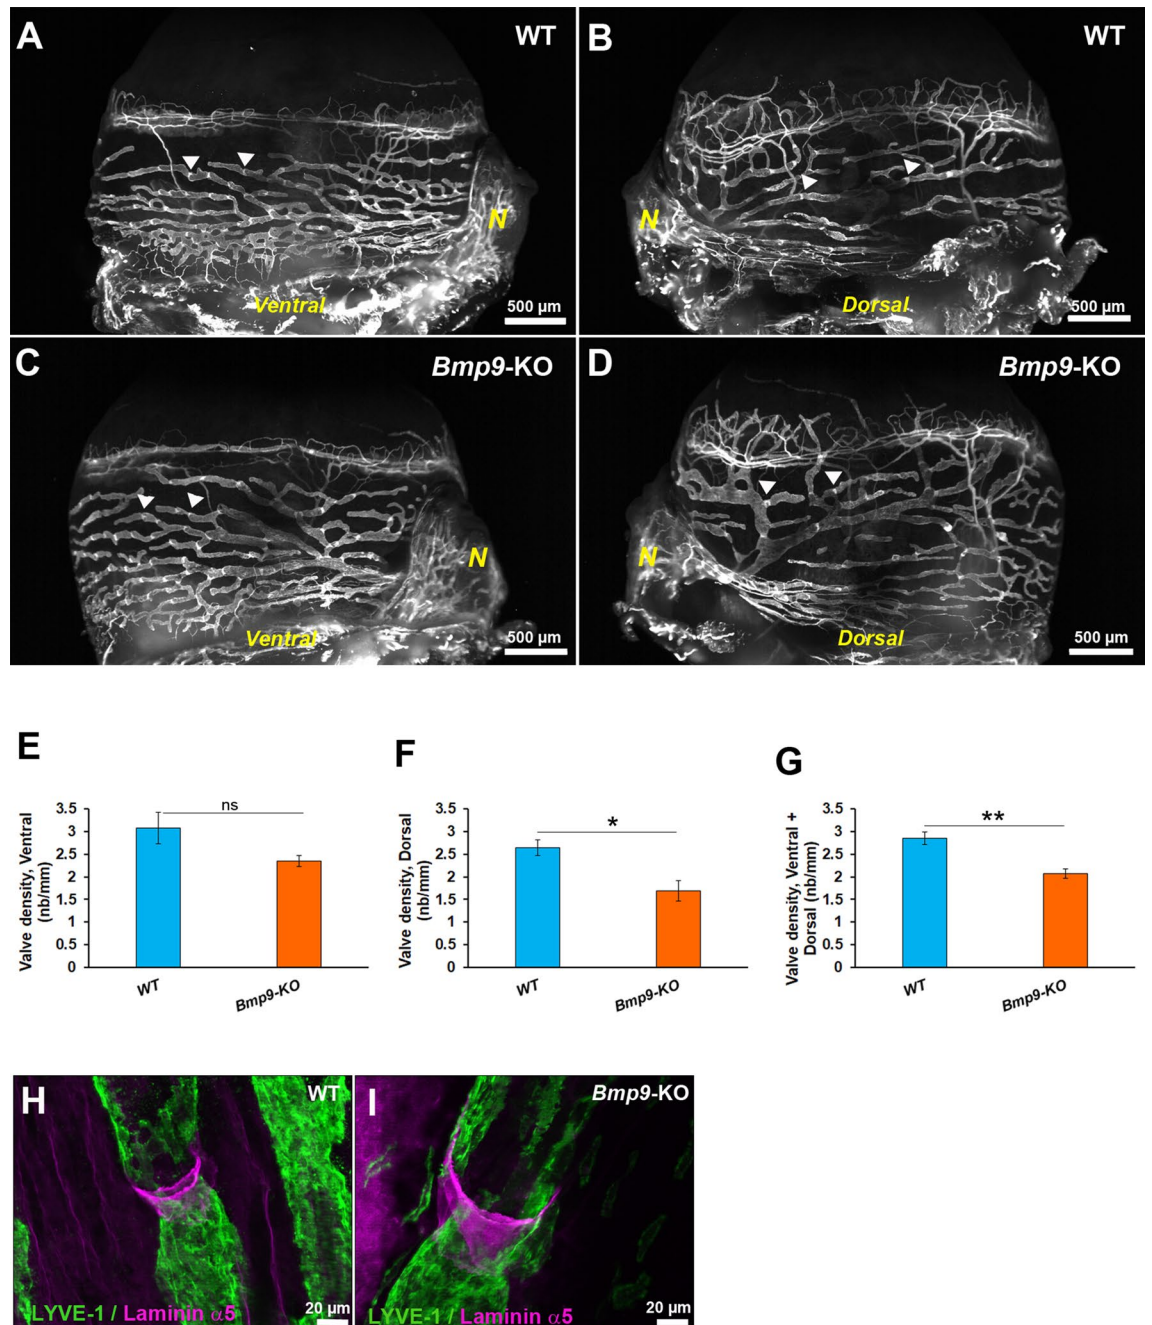 A WT
B WT
N
N
Ventral
500 µm
Dorsal
500 µm
C Bmp9-KO
D Bmp9-KO
N
N
Ventral
500 µm
Dorsal
500 µm
E
Valve density, Ventral
(nb/mm)
3.5
3
2.5
2
1.5
1
0.5
0
ns
WT
Bmp9-KO
F
Valve density, Dorsal
(nb/mm)
3.5
3
2.5
2
1.5
1
0.5
0
*
WT
Bmp9-KO
G
Valve density, Ventral +
Dorsal (nb/mm)
3.5
3
2.5
2
1.5
1
0.5
0
**
WT
Bmp9-KO
H WT
LYVE-1 / Laminin α5
20 µm
I Bmp9-KO
LYVE-1 / Laminin α5
20 µm